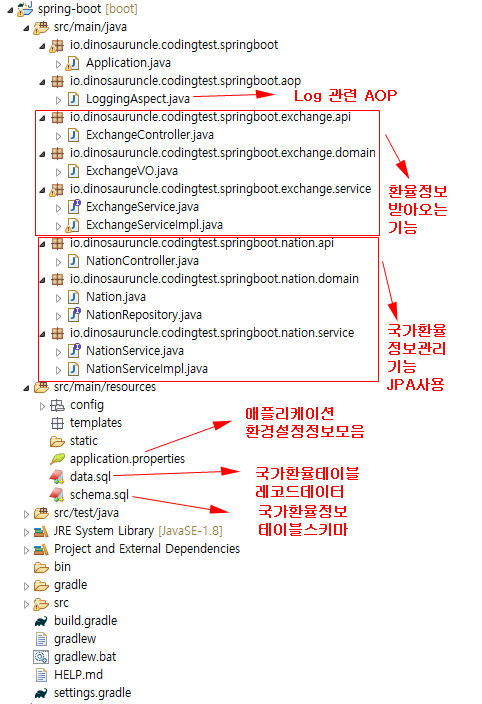 spring-boot [boot]
src/main/java
io.dinosauruncle.codingtest.springboot
Application.java
io.dinosauruncle.codingtest.springboot.aop
LoggingAspect.java
Log 관련 AOP
io.dinosauruncle.codingtest.springboot.exchange.api
ExchangeController.java
io.dinosauruncle.codingtest.springboot.exchange.domain
ExchangeVO.java
io.dinosauruncle.codingtest.springboot.exchange.service
ExchangeService.java
ExchangeServiceImpl.java
환율정보
받아오는
기능
io.dinosauruncle.codingtest.springboot.nation.api
NationController.java
io.dinosauruncle.codingtest.springboot.nation.domain
Nation.java
NationRepository.java
io.dinosauruncle.codingtest.springboot.nation.service
NationService.java
NationServiceImpl.java
국가환율
정보관리
기능
JPA사용
src/main/resources
config
templates
static
application.properties
애플리케이션
환경설정정보모음
data.sql
국가환율테이블
레코드데이터
schema.sql
국가환율정보
테이블스키마
src/test/java
JRE System Library [JavaSE-1.8]
Project and External Dependencies
bin
gradle
src
build.gradle
gradlew
gradlew.bat
HELP.md
settings.gradle